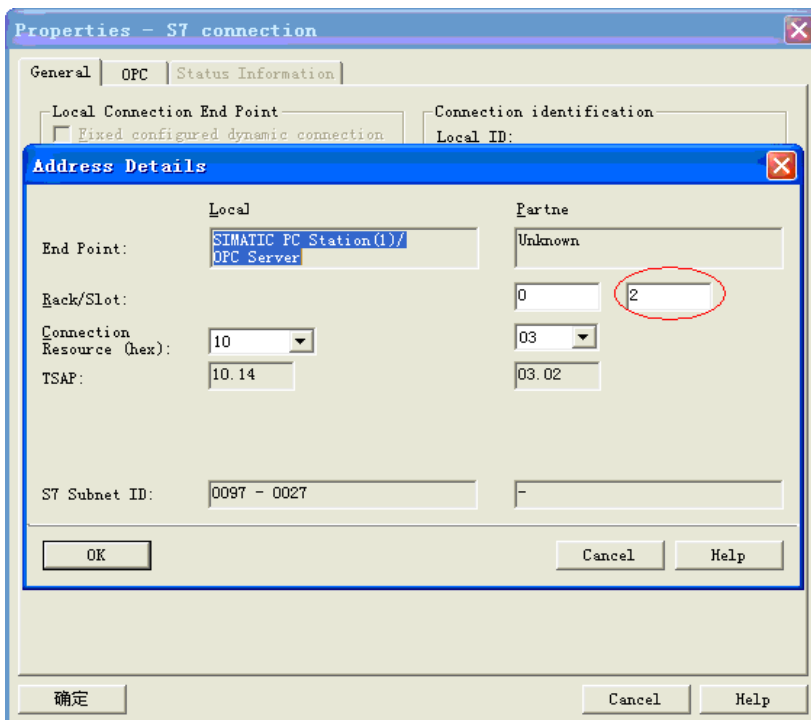 Properties - S7 connection
General OPC Status Information
Local Connection End Point Connection identification
Fixed configured dynamic connection Local ID:
Address Details
Local Partne
End Point: SIMATIC PC Station(1)/ Unknown
OPC Server
Rack/Slot: 0 2
Connection
Resource (hex): 10 03
TSAP: 10.14 03.02
S7 Subnet ID: 0097 - 0027 -
OK Cancel Help
确定 Cancel Help